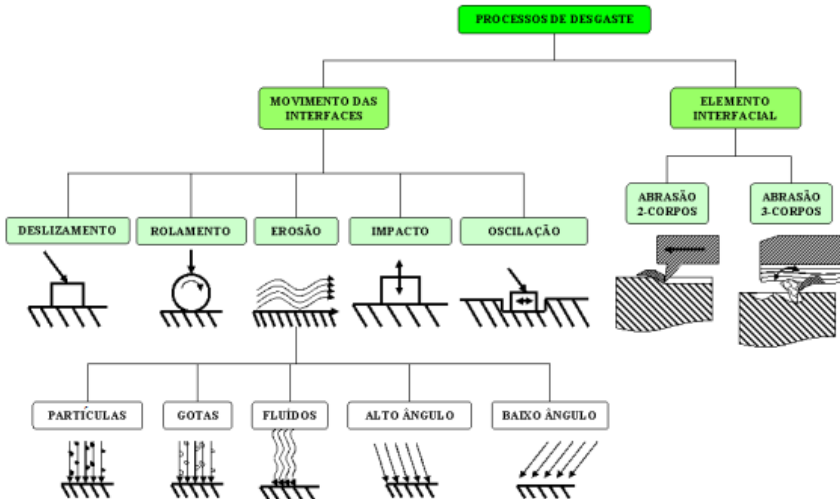 PROCESSOS DE DESGASTE
MOVIMENTO DAS
INTERFACES
ELEMENTO
INTERFACIAL
DESLIZAMENTO
ROLAMENTO
EROSÃO
IMPACTO
OSCILAÇÃO
ABRASÃO
2-CORPOS
ABRASÃO
3-CORPOS
PARTÍCULAS
GOTAS
FLUÍDOS
ALTO ÂNGULO
BAIXO ÂNGULO